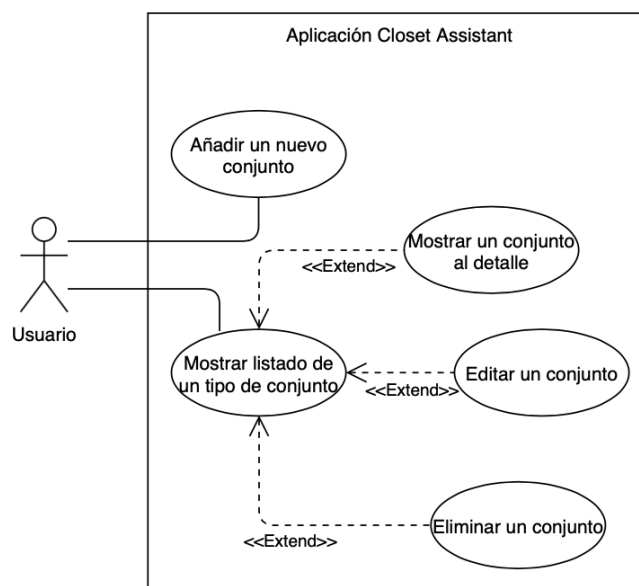 Aplicación Closet Assistant
Añadir un nuevo
conjunto
Mostrar un conjunto
al detalle
<<Extend>>
Usuario
Mostrar listado de
un tipo de conjunto
Editar un conjunto
<<Extend>>
Eliminar un conjunto
<<Extend>>